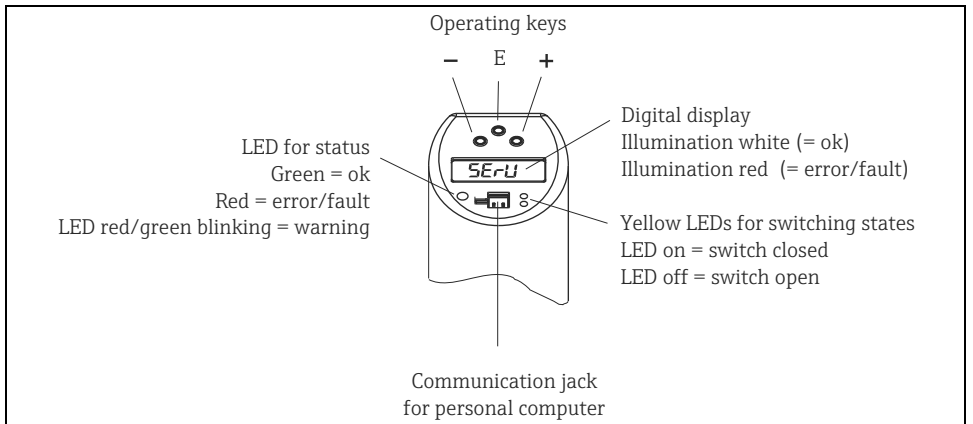 Operating keys
– E +
Digital display
Illumination white (= ok)
Illumination red (= error/fault)
LED for status
Green = ok
Red = error/fault
LED red/green blinking = warning
SErU
Yellow LEDs for switching states
LED on = switch closed
LED off = switch open
Communication jack
for personal computer